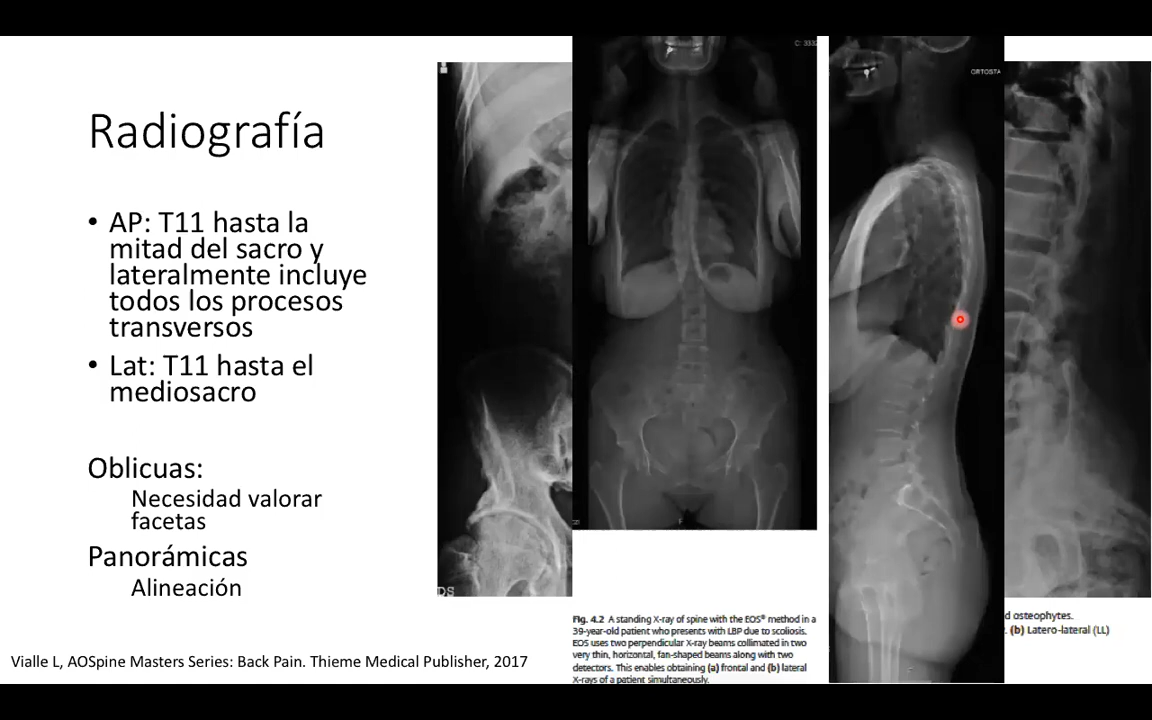 Radiografía
• AP: T11 hasta la
mitad del sacro y
lateralmente incluye
todos los procesos
transversos
• Lat: T11 hasta el
mediosacro
Oblicuas:
Necesidad valorar
facetas
Panorámicas
Alineación
Vialle L, AOSpine Masters Series: Back Pain. Thieme Medical Publisher, 2017
DS
C: 333
F
Fig. 4.2 A standing X-ray of spine with the EOS® method in a
39-year-old patient who presents with LBP due to scoliosis.
EOS uses two perpendicular X-ray beams collimated in two
very thin, horizontal, fan-shaped beams along with two
detectors. This enables obtaining (a) frontal and (b) lateral
X-rays of a patient simultaneously.
ORTOSTA
d osteophytes.
. (b) Latero-lateral (LL)